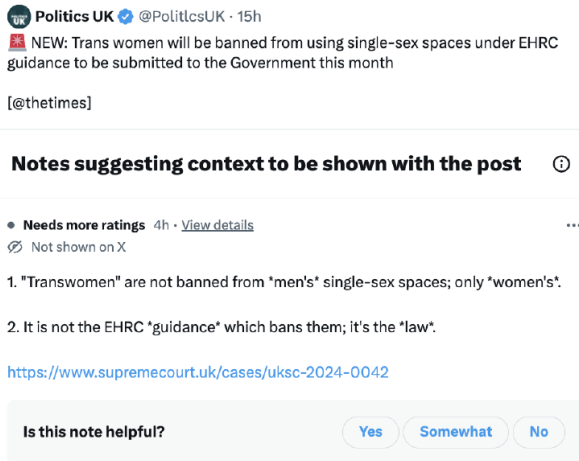 POLITICS UK
Politics UK @PolitlcsUK · 15h
🚨 NEW: Trans women will be banned from using single-sex spaces under EHRC
guidance to be submitted to the Government this month
[@thetimes]
Notes suggesting context to be shown with the post
Needs more ratings 4h · View details
Not shown on X
1. "Transwomen" are not banned from *men's* single-sex spaces; only *women's*.
2. It is not the EHRC *guidance* which bans them; it's the *law*.
https://www.supremecourt.uk/cases/uksc-2024-0042
Is this note helpful? Yes Somewhat No